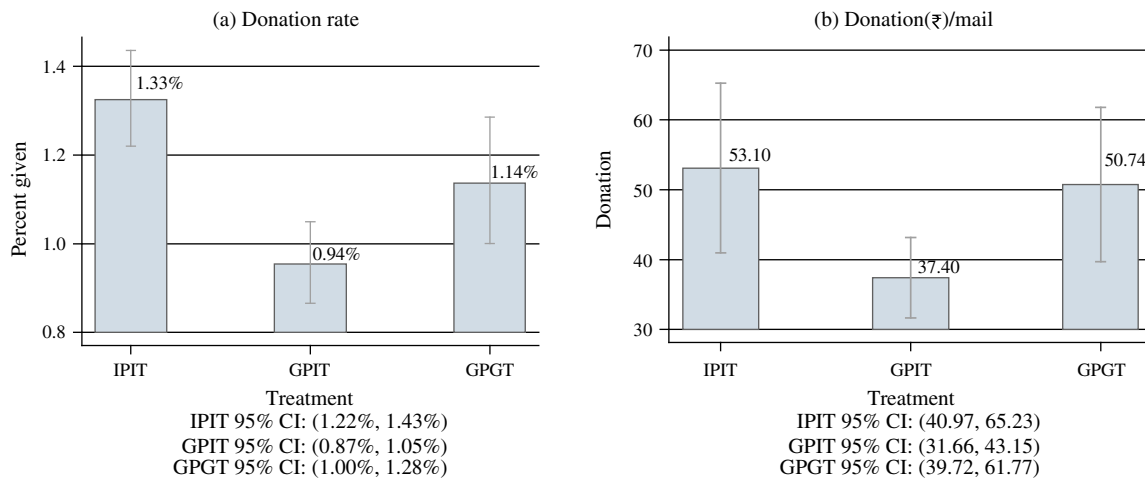 (a) Donation rate
Percent given
1.4
1.2
1.0
0.8
1.33%
0.94%
1.14%
IPIT
GPIT
GPGT
Treatment
IPIT 95% CI: (1.22%, 1.43%)
GPIT 95% CI: (0.87%, 1.05%)
GPGT 95% CI: (1.00%, 1.28%)
(b) Donation(₹)/mail
Donation
70
60
50
40
30
53.10
37.40
50.74
IPIT
GPIT
GPGT
Treatment
IPIT 95% CI: (40.97, 65.23)
GPIT 95% CI: (31.66, 43.15)
GPGT 95% CI: (39.72, 61.77)